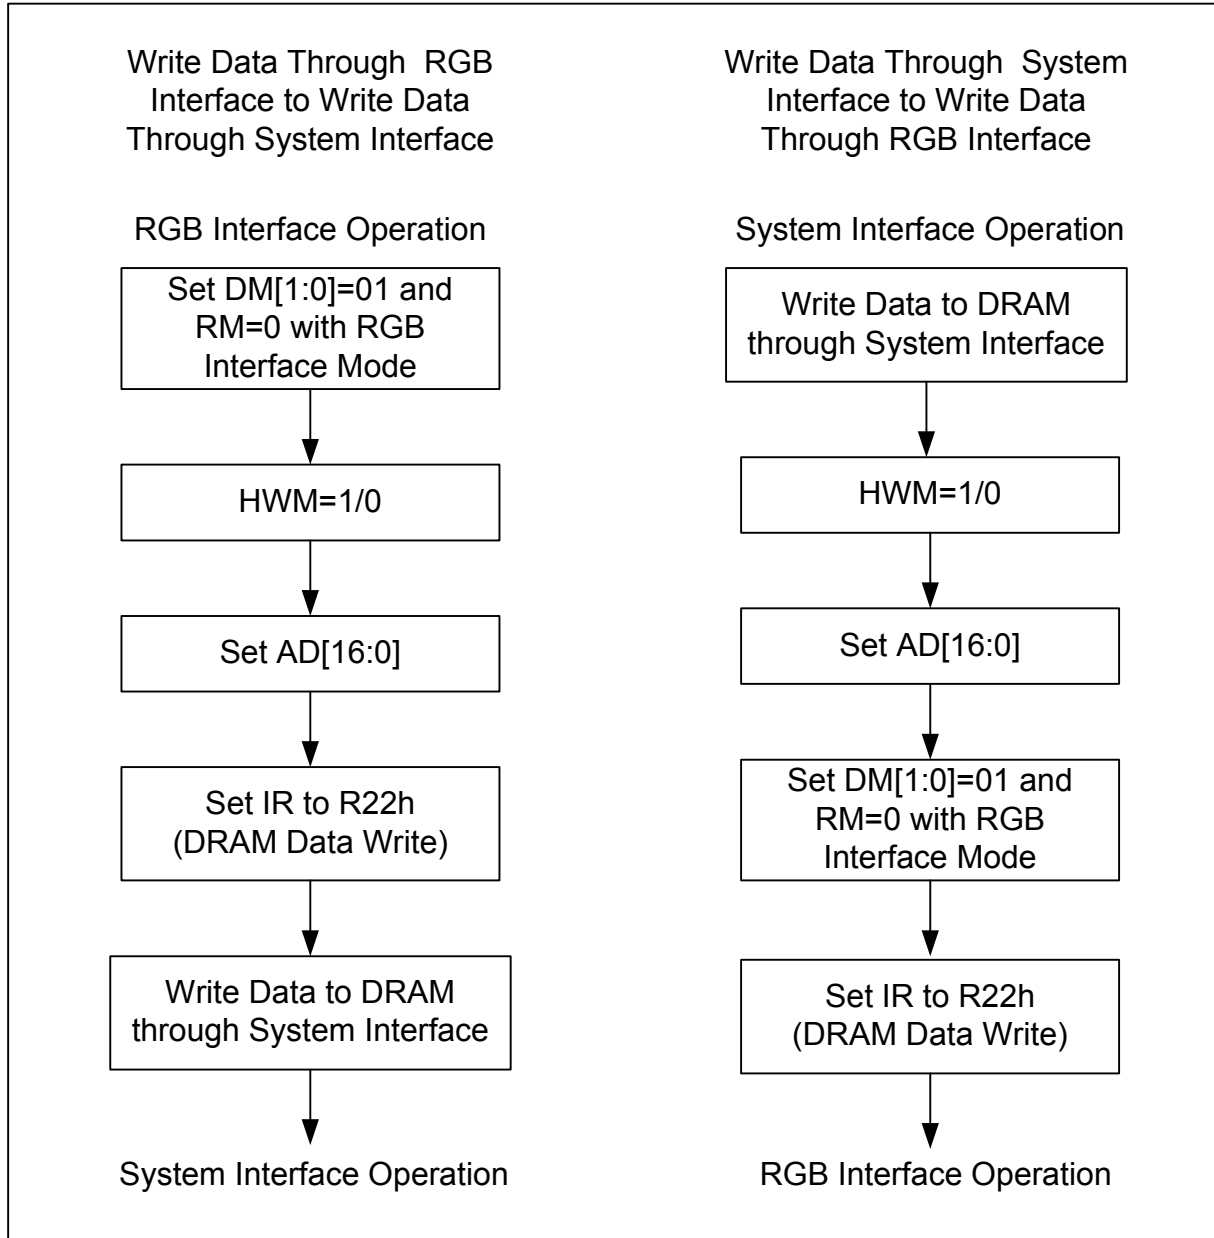 Write Data Through RGB
Interface to Write Data
Through System Interface
RGB Interface Operation
Set DM[1:0]=01 and
RM=0 with RGB
Interface Mode
HWM=1/0
Set AD[16:0]
Set IR to R22h
(DRAM Data Write)
Write Data to DRAM
through System Interface
System Interface Operation
Write Data Through System
Interface to Write Data
Through RGB Interface
System Interface Operation
Write Data to DRAM
through System Interface
HWM=1/0
Set AD[16:0]
Set DM[1:0]=01 and
RM=0 with RGB
Interface Mode
Set IR to R22h
(DRAM Data Write)
RGB Interface Operation